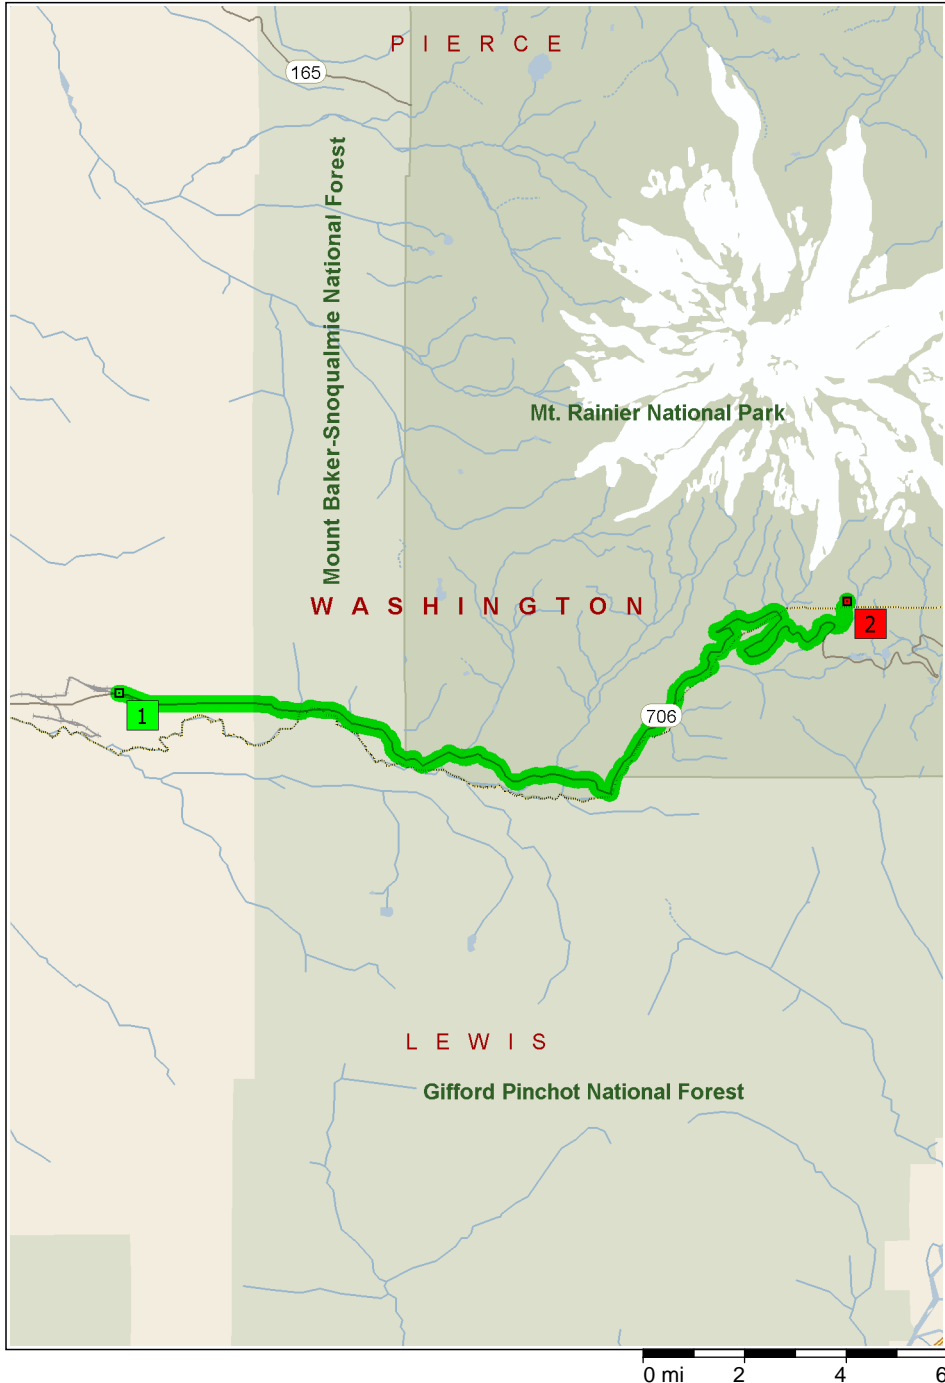 PIERCE
165
Mount Baker-Snoqualmie National Forest
Mt. Rainier National Park
WASHINGTON
2
1
706
LEWIS
Gifford Pinchot National Forest
0 mi 2 4 6